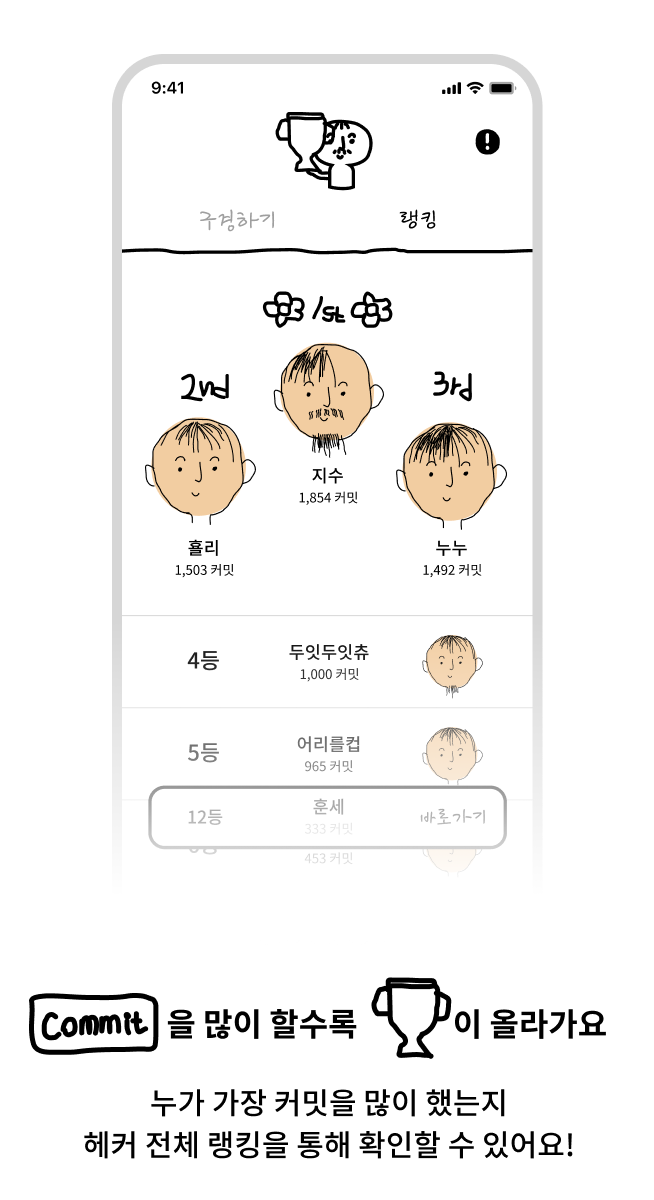 9:41
구경하기 랭킹
1st
2nd
3rd
지수
1,854 커밋
횰리
1,503 커밋
누누
1,492 커밋
4등
두잇두잇츄
1,000 커밋
5등
어리를컵
965 커밋
12등
훈세
333 커밋
바로가기
6등
453 커밋
Commit 을 많이 할수록 이 올라가요
누가 가장 커밋을 많이 했는지
헤커 전체 랭킹을 통해 확인할 수 있어요!